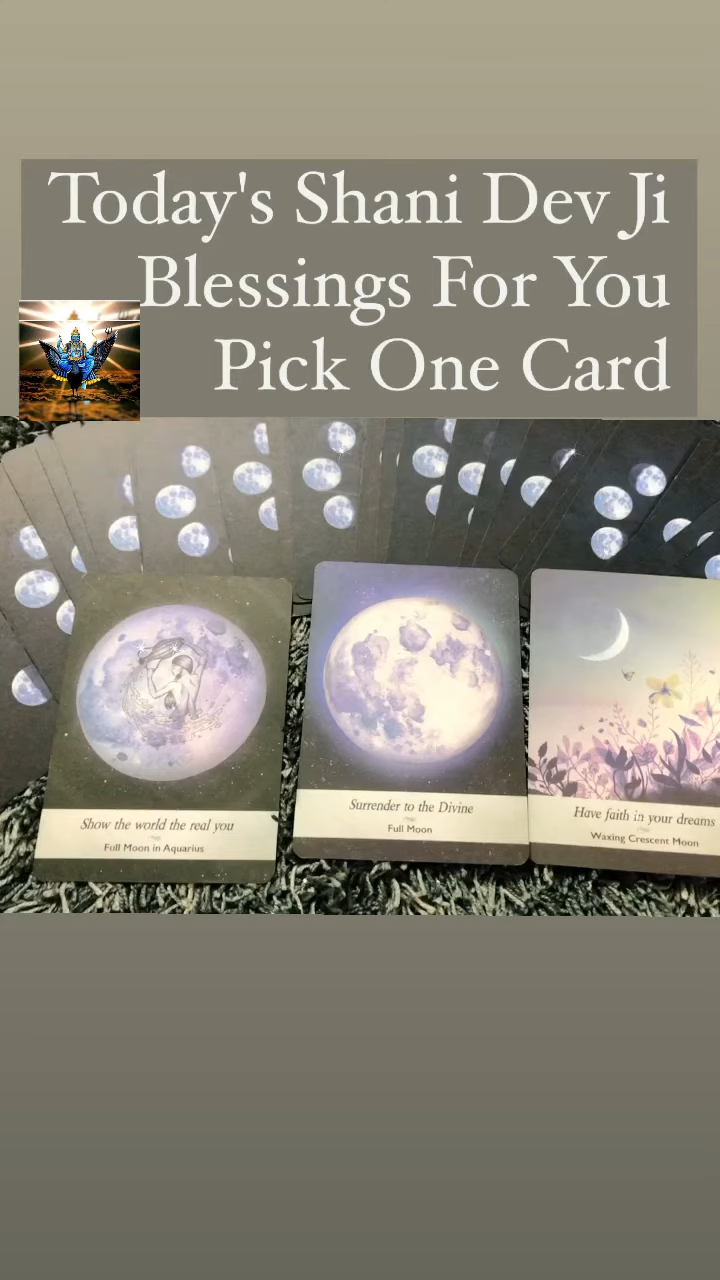 Today's Shani Dev Ji
Blessings For You
Pick One Card
Show the world the real you
Full Moon in Aquarius
Surrender to the Divine
Full Moon
Have faith in your dreams
Waxing Crescent Moon